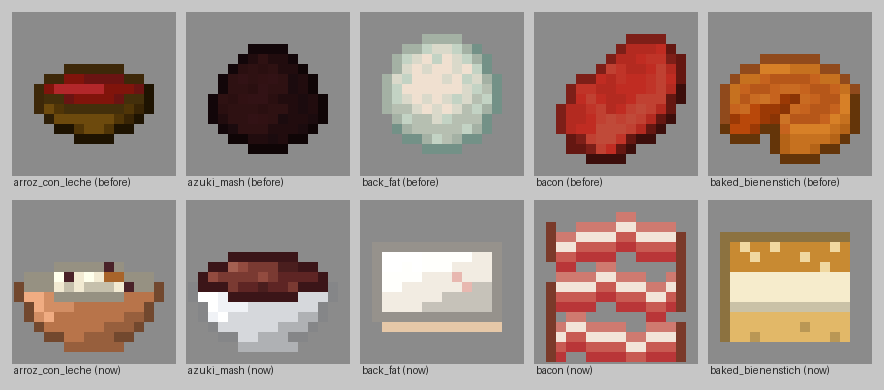 arroz_con_leche (before)
azuki_mash (before)
back_fat (before)
bacon (before)
baked_bienenstich (before)
arroz_con_leche (now)
azuki_mash (now)
back_fat (now)
bacon (now)
baked_bienenstich (now)